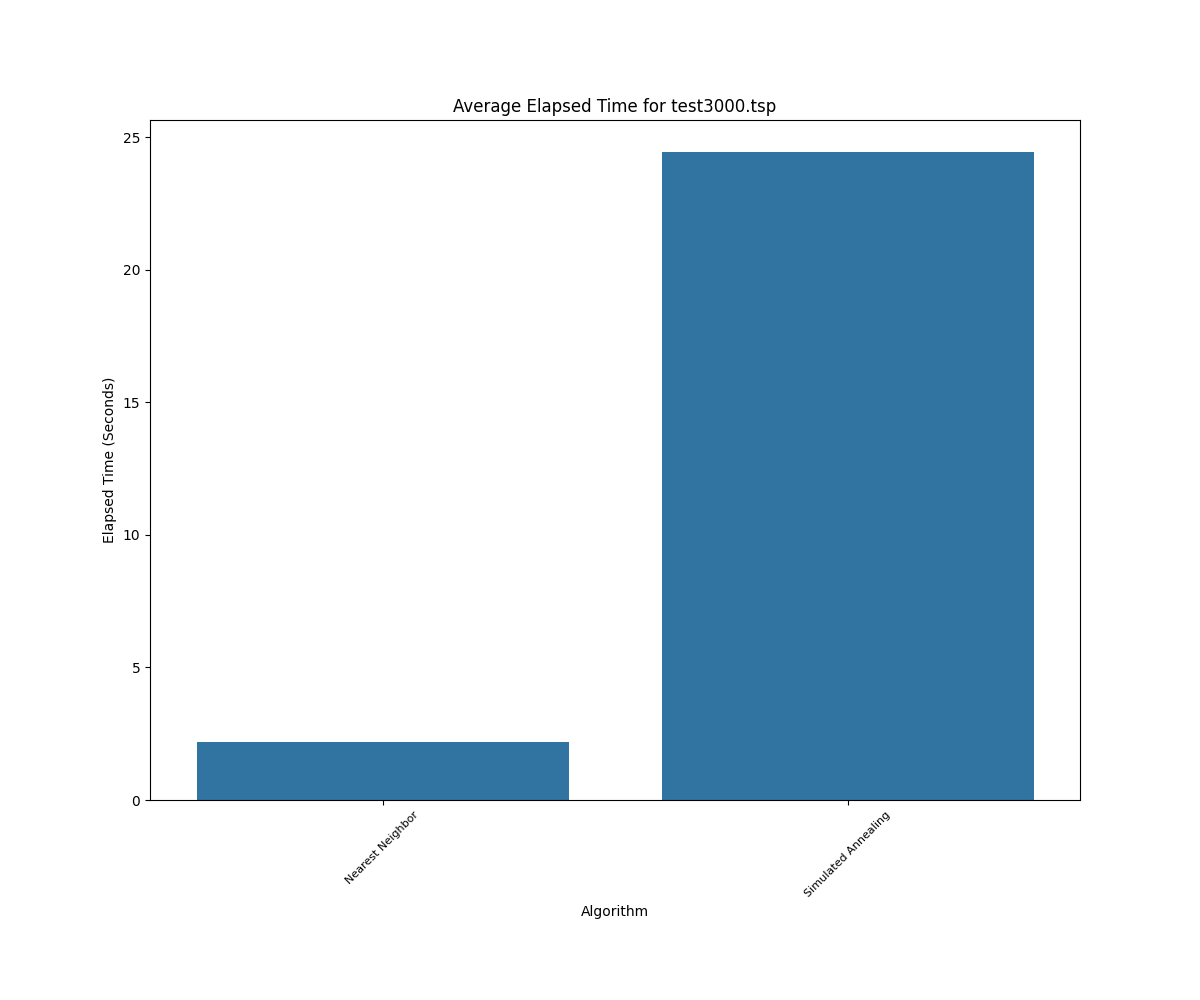 Average Elapsed Time for test3000.tsp
25
20
15
10
5
0
Elapsed Time (Seconds)
Nearest Neighbor
Simulated Annealing
Algorithm